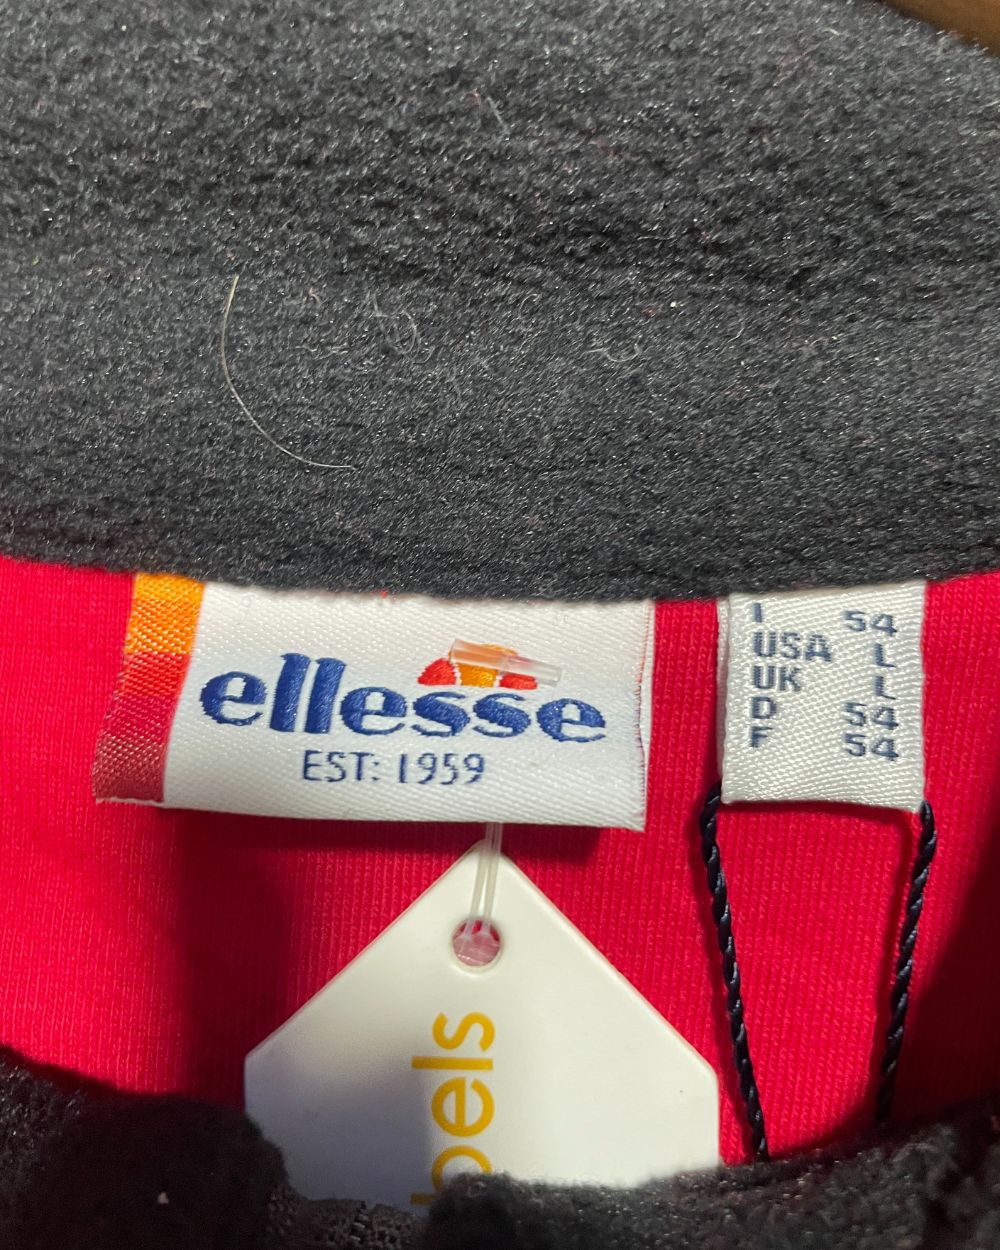 ellesse
EST: 1959
I 54
USA L
UK L
D 54
F 54
bels